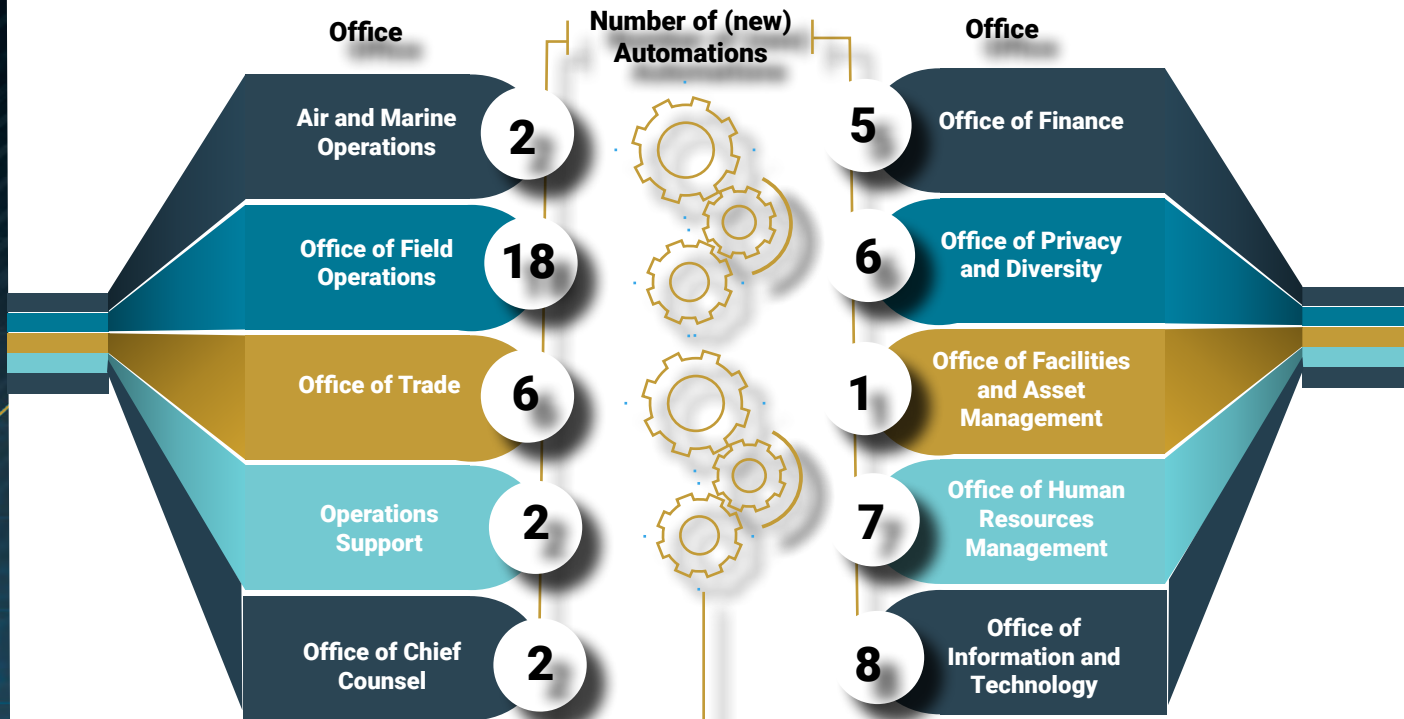 Office
Number of (new)
Automations
Office
Air and Marine
Operations
2
5
Office of Finance
Office of Field
Operations
18
6
Office of Privacy
and Diversity
Office of Trade
6
1
Office of Facilities
and Asset
Management
Operations
Support
2
7
Office of Human
Resources
Management
Office of Chief
Counsel
2
8
Office of
Information and
Technology